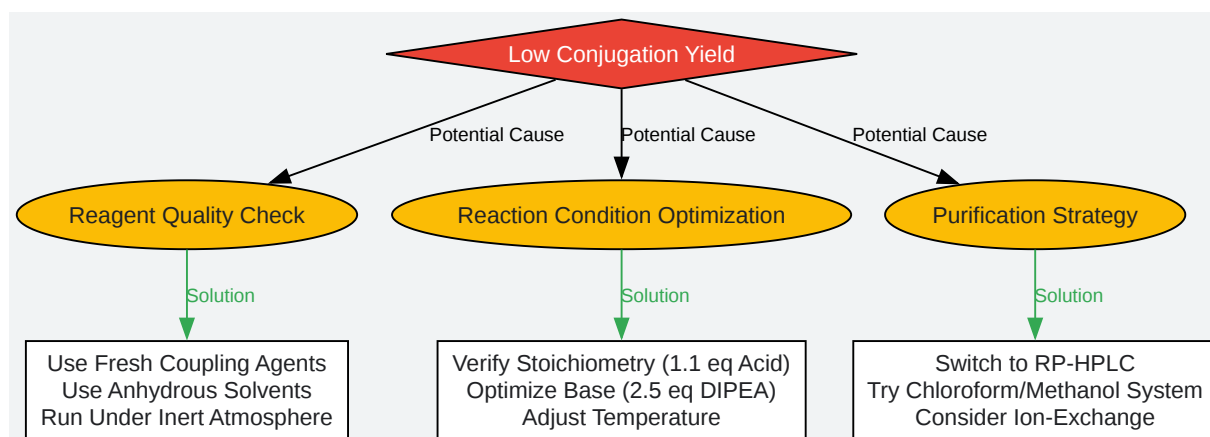 Low Conjugation Yield
Potential Cause
Potential Cause
Potential Cause
Reagent Quality Check
Reaction Condition Optimization
Purification Strategy
Solution
Solution
Solution
Use Fresh Coupling Agents
Use Anhydrous Solvents
Run Under Inert Atmosphere
Verify Stoichiometry (1.1 eq Acid)
Optimize Base (2.5 eq DIPEA)
Adjust Temperature
Switch to RP-HPLC
Try Chloroform/Methanol System
Consider Ion-Exchange